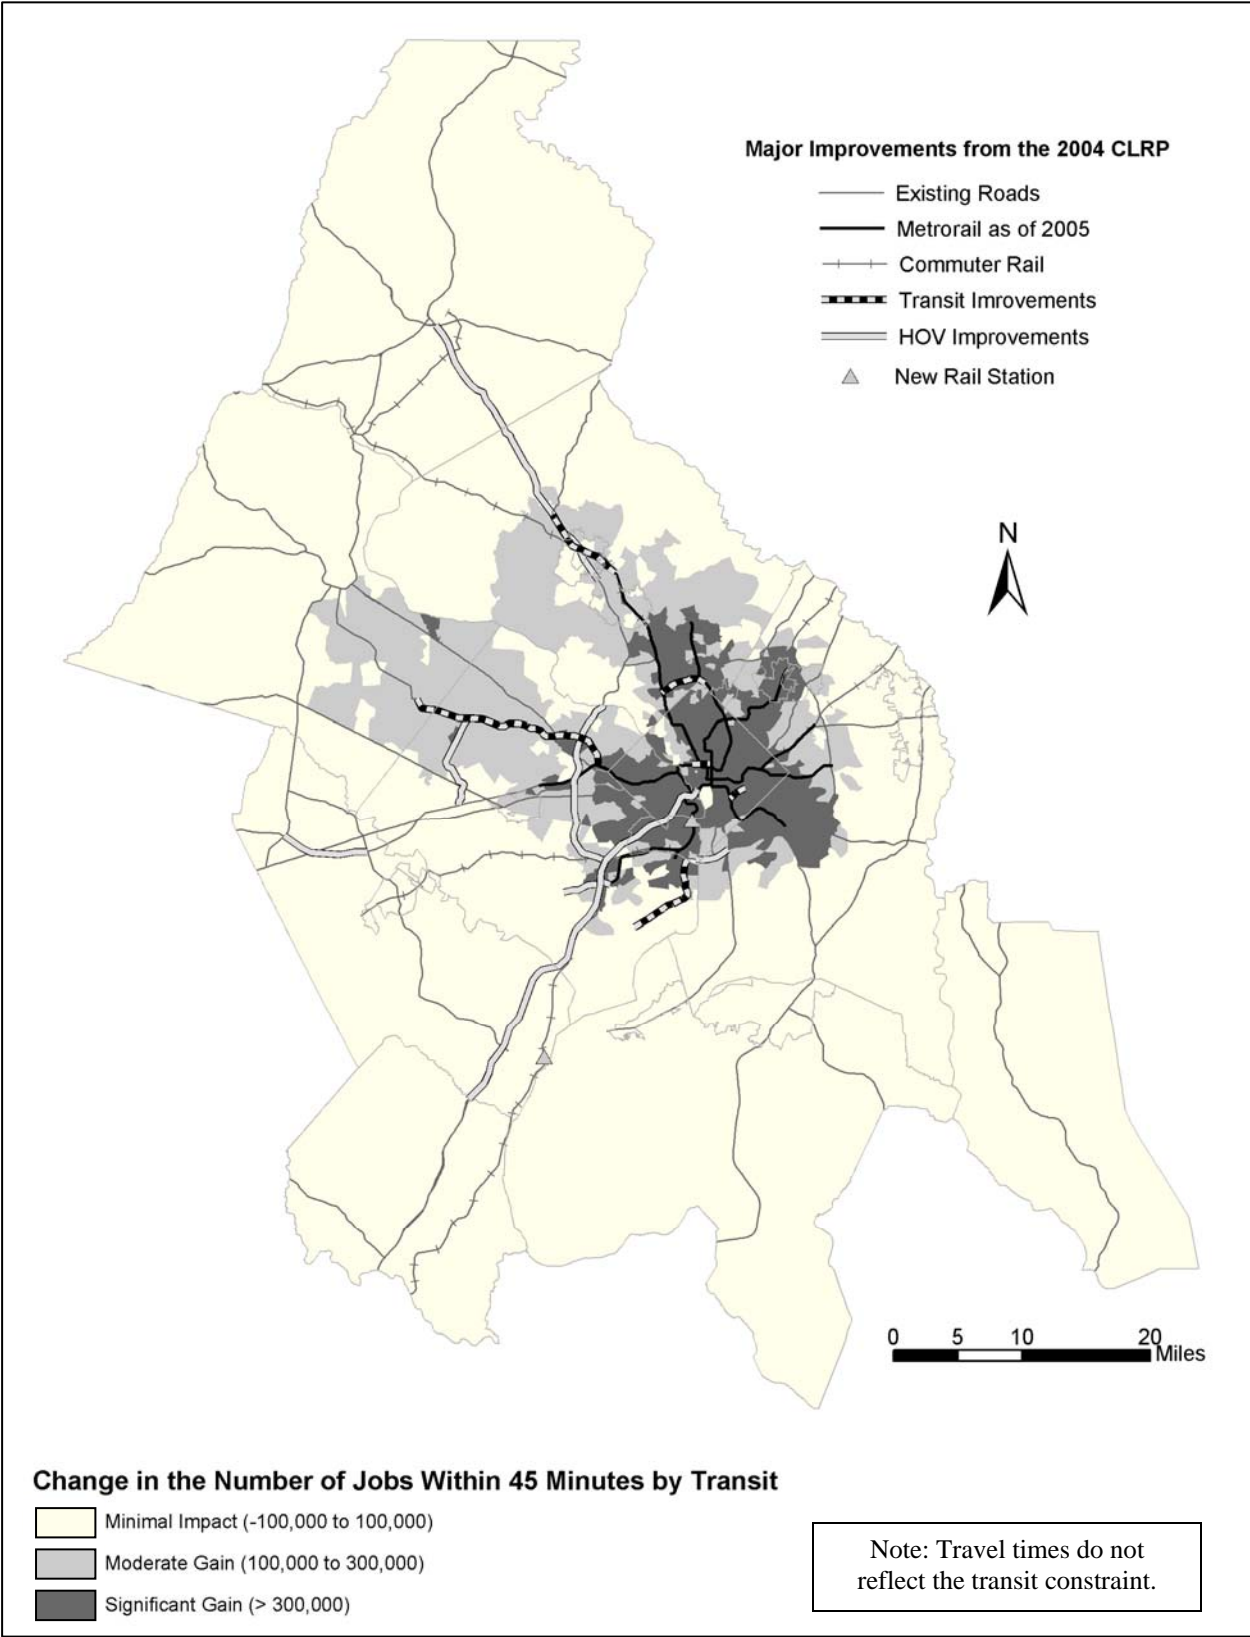 Major Improvements from the 2004 CLRP
Existing Roads
Metrorail as of 2005
Commuter Rail
Transit Imrovements
HOV Improvements
New Rail Station
N
0 5 10 20
Miles
Change in the Number of Jobs Within 45 Minutes by Transit
Minimal Impact (-100,000 to 100,000)
Moderate Gain (100,000 to 300,000)
Significant Gain (> 300,000)
Note: Travel times do not
reflect the transit constraint.